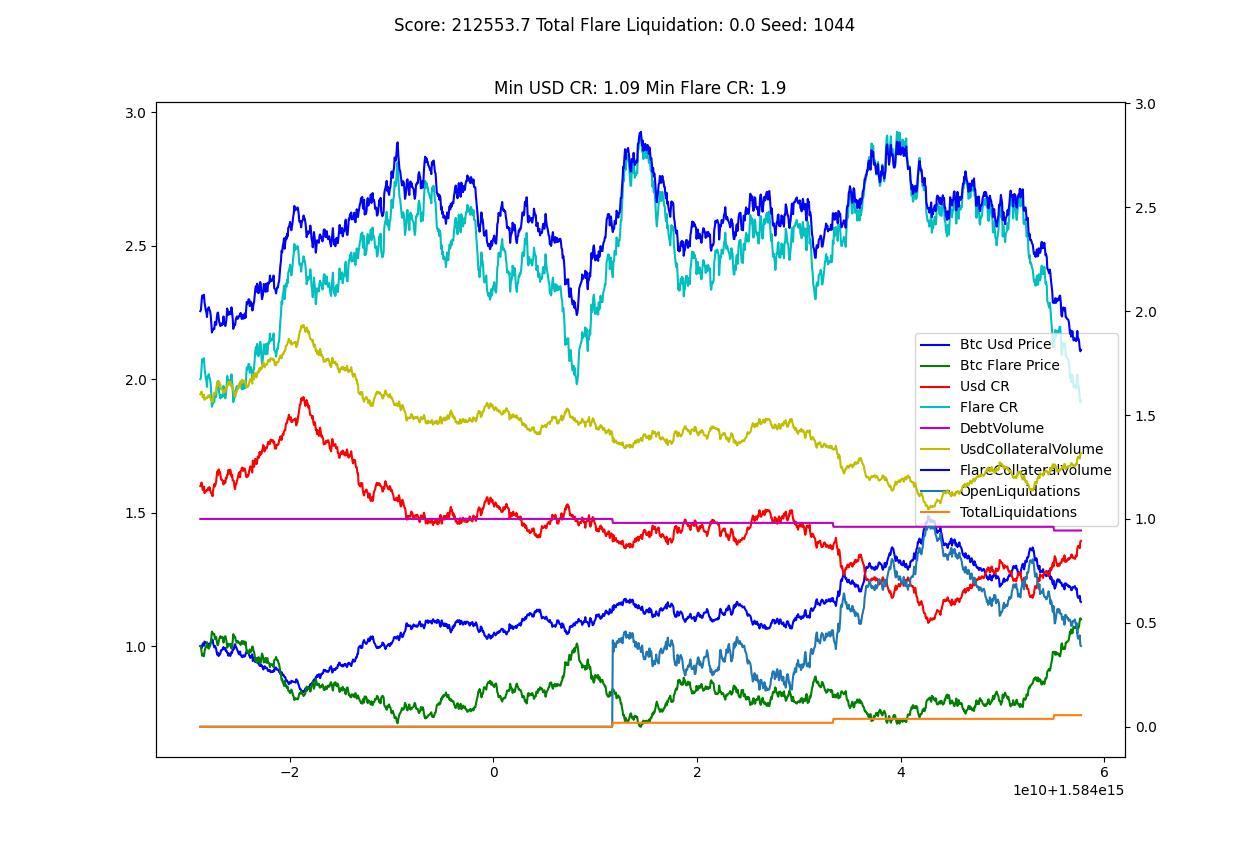 Score: 212553.7 Total Flare Liquidation: 0.0 Seed: 1044
Min USD CR: 1.09 Min Flare CR: 1.9
3.0
2.5
2.0
1.5
1.0
3.0
2.5
2.0
1.5
1.0
0.5
0.0
Btc Usd Price
Btc Flare Price
Usd CR
Flare CR
DebtVolume
UsdCollateralVolume
FlareCollateralVolume
OpenLiquidations
TotalLiquidations
−2 0 2 4 6
1e10+1.584e15